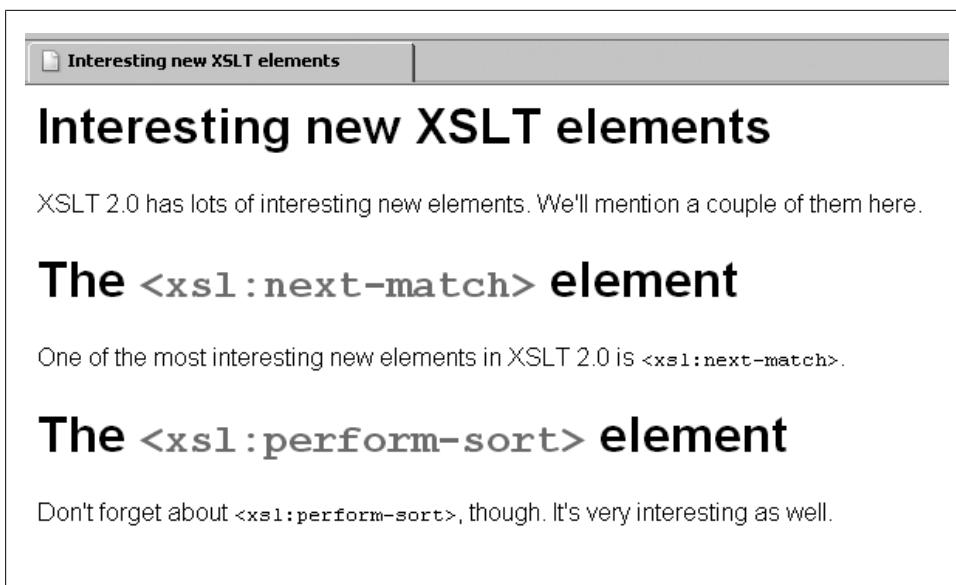 Interesting new XSLT elements
Interesting new XSLT elements
XSLT 2.0 has lots of interesting new elements. We'll mention a couple of them here.
The <xsl:next-match> element
One of the most interesting new elements in XSLT 2.0 is <xsl:next-match>.
The <xsl:perform-sort> element
Don't forget about <xsl:perform-sort>, though. It's very interesting as well.